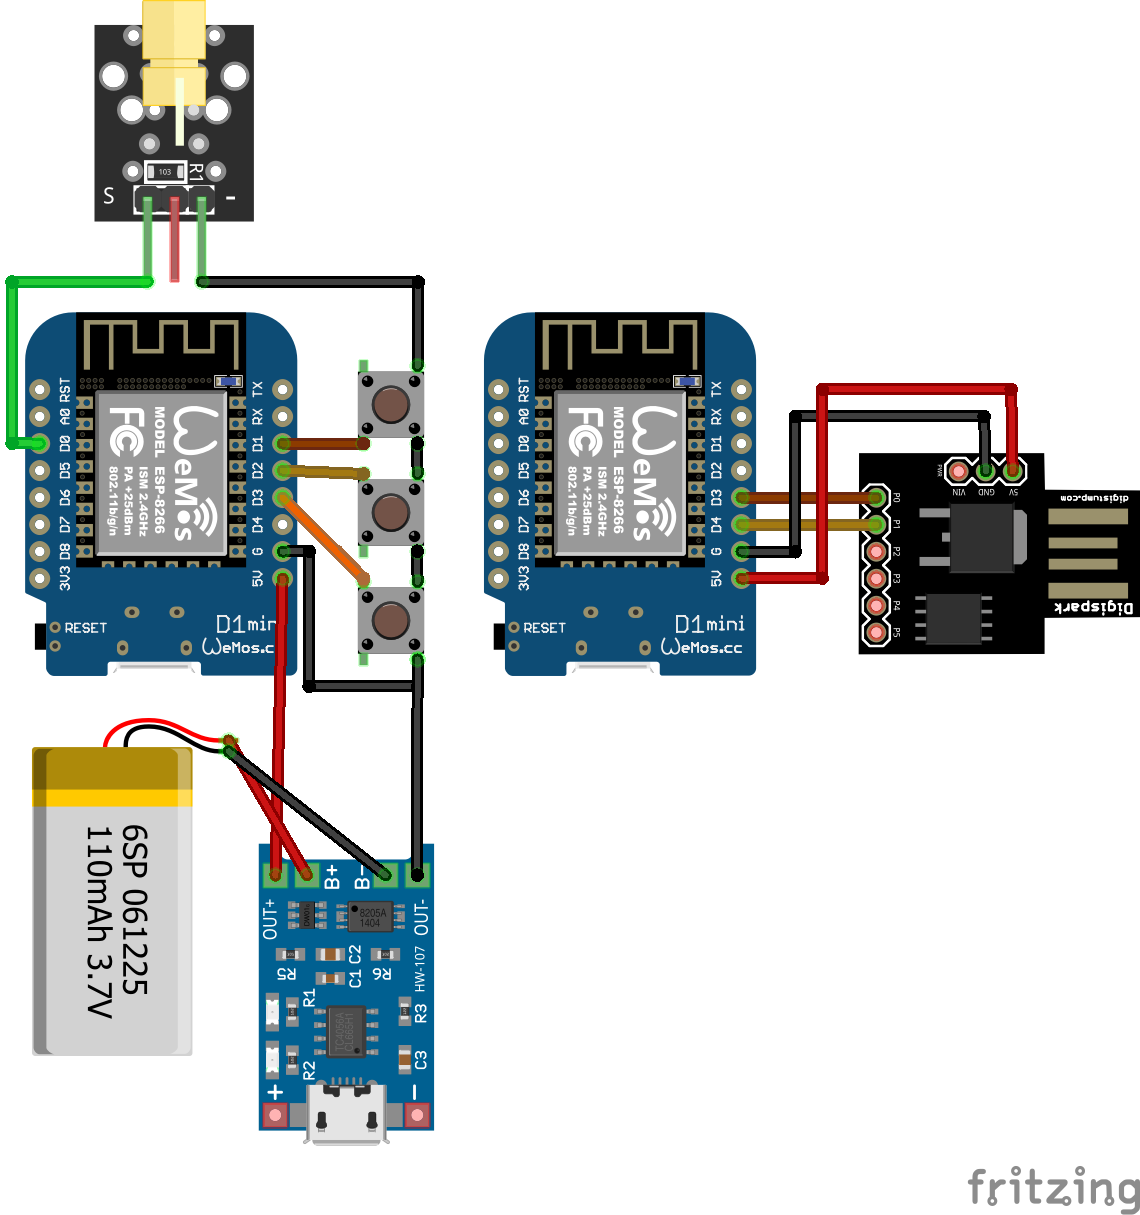 103
R1
S
-
RST
A0
D0
D5
D6
D7
D8
3V3
TX
RX
D1
D2
D3
D4
G
5V
WeMos
FC
MODEL ESP-8266
ISM 2.4GHz
PA +25dBm
802.11b/g/n
RESET
D1min
WeMos.c
RST
A0
D0
D5
D6
D7
D8
3V3
TX
RX
D1
D2
D3
D4
G
5V
WeMos
FC
MODEL ESP-8266
ISM 2.4GHz
PA +25dBm
802.11b/g/n
RESET
D1mini
WeMos.cc
PWR
VIN
GND
5V
P0
P1
P2
P3
P4
P5
digistump.com
Digispark
6SP 061225
110mAh 3.7V
B+
B-
OUT+
OUT-
8205A
1404
R5
C2
C1
R6
HW-107
R1
R3
R2
C3
+
-
fritzing